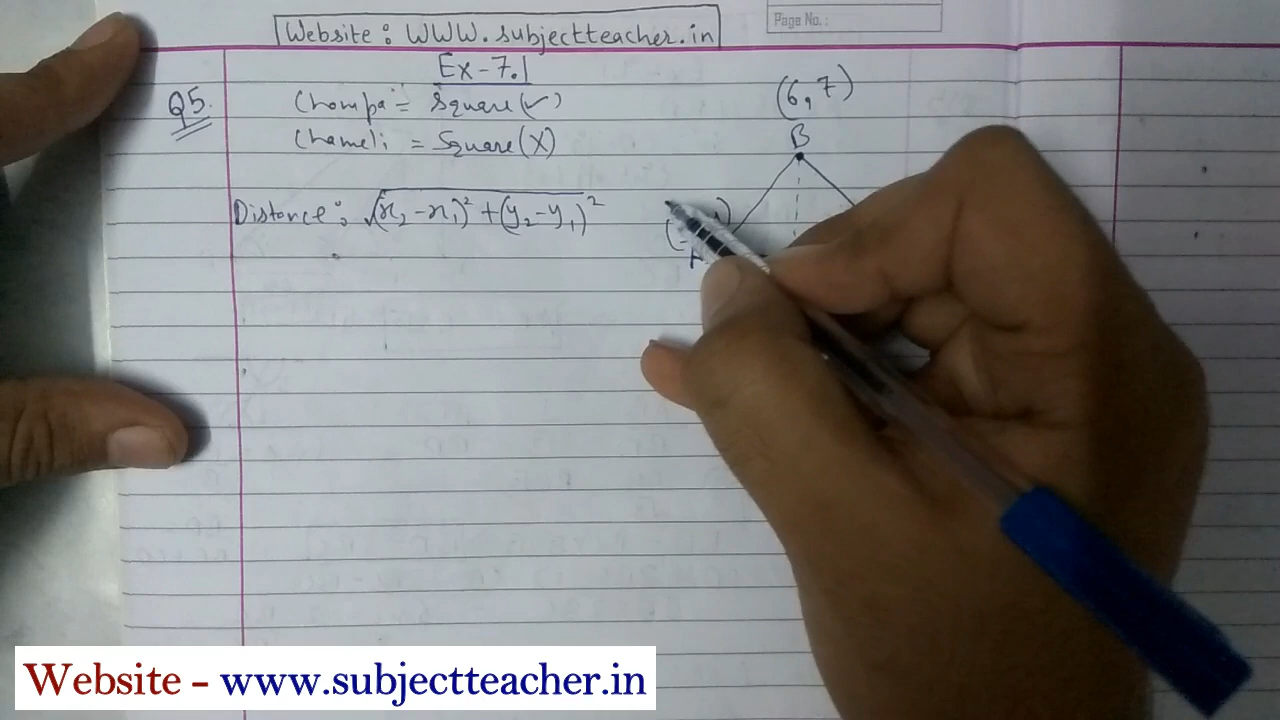 Website: WWW.subjectteacher.in
Page No.:
Ex-7.1
Q5.
Champa = Square(✓)
Chameli = Square(X)
(6,7)
B
Distance: √(x₂-x₁)²+(y₂-y₁)²
Website - www.subjectteacher.in